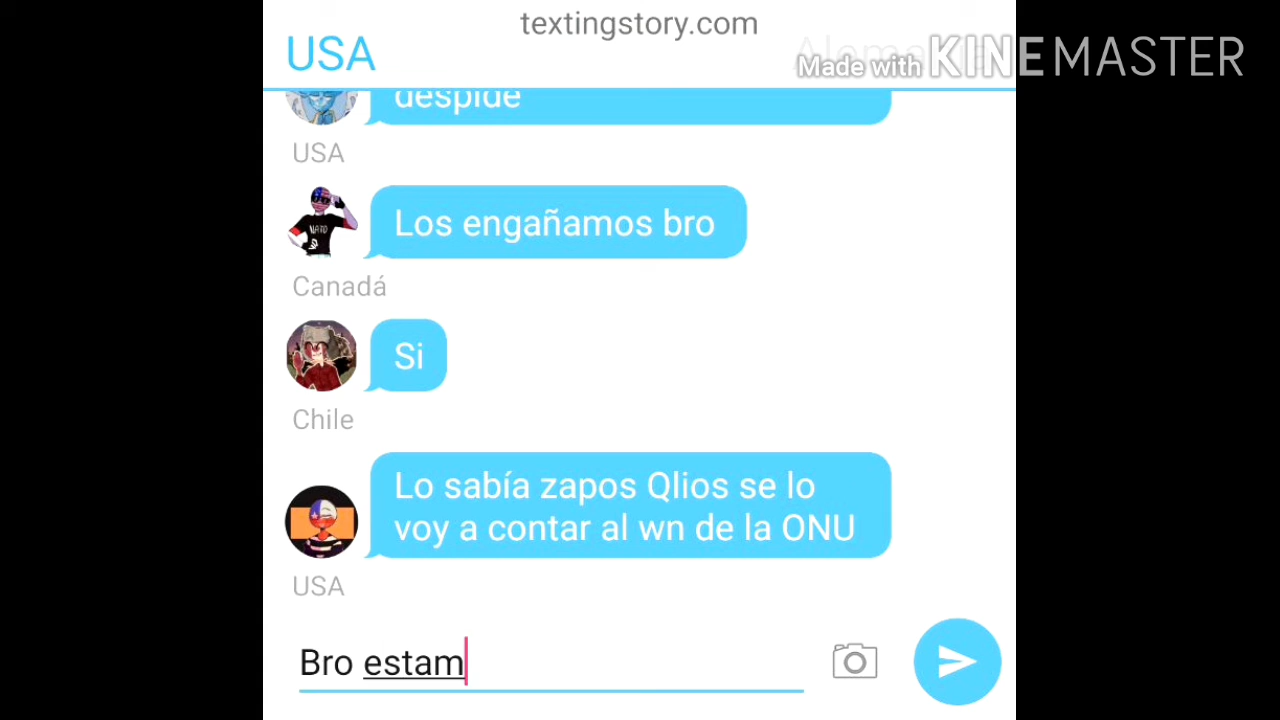 textingstory.com
USA
Made with KINEMASTER
despide
USA
Los engañamos bro
NATO
Canadá
Si
Chile
Lo sabía zapos Qlios se lo
voy a contar al wn de la ONU
USA
Bro estam